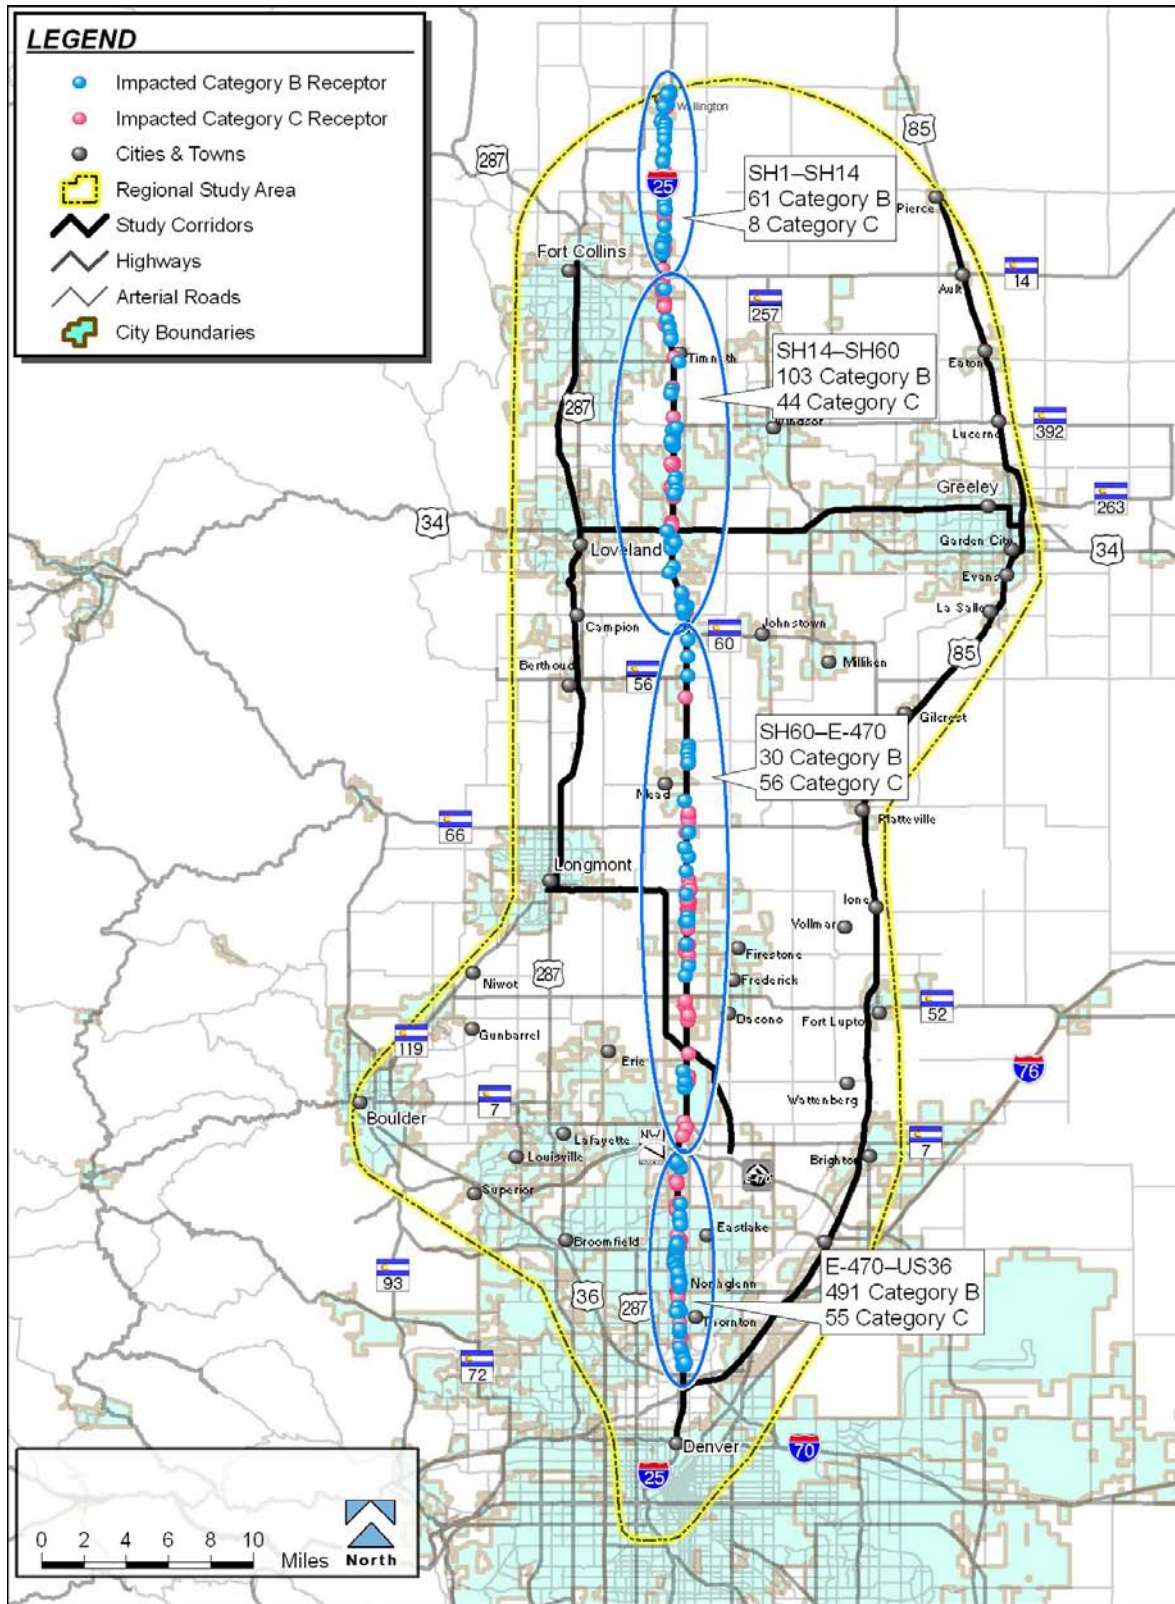 LEGEND
Impacted Category B Receptor
Impacted Category C Receptor
Cities & Towns
Regional Study Area
Study Corridors
Highways
Arterial Roads
City Boundaries
Wellington
85
287
25
SH1–SH14
61 Category B
8 Category C
Pierce
Fort Collins
14
Ault
257
Timnath
SH14–SH60
103 Category B
44 Category C
Eaton
287
Windsor
Lucerne
392
Greeley
263
34
Loveland
Garden City
34
Evans
La Salle
Campion
60
Johnstown
85
Berthoud
56
Milliken
Gilcrest
SH60–E-470
30 Category B
56 Category C
Mead
Platteville
66
Longmont
Ione
Vollmar
Firestone
Niwot
287
Frederick
52
Dacono
Fort Lupton
Gunbarrel
119
Erie
76
Wattenberg
7
Boulder
Lafayette
NW
7
Louisville
Brighton
E-470
Superior
Eastlake
Broomfield
E-470–US36
491 Category B
55 Category C
93
36
287
Northglenn
Thornton
72
Denver
70
25
0 2 4 6 8 10
Miles
North